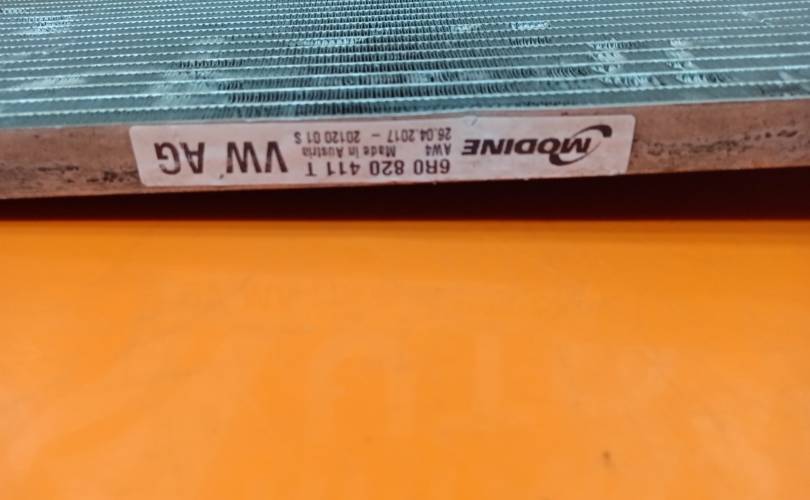 MODINE
6R0 820 411 T
AW4 Made in Austria
26.04.2017 — 20120 01 S
VW AG